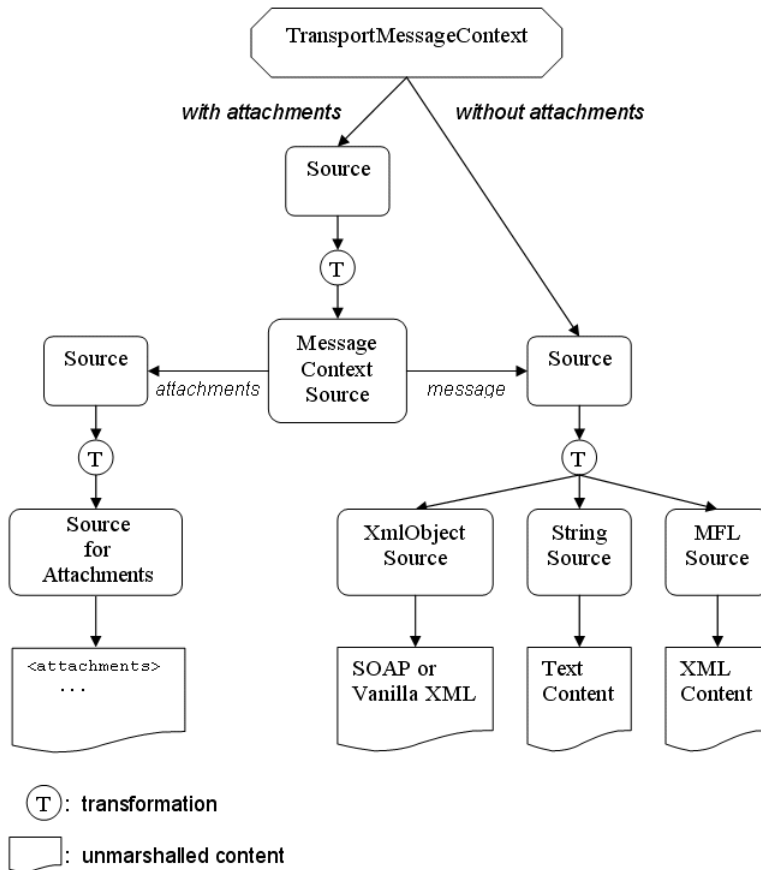 TransportMessageContext
with attachments
without attachments
Source
T
Message
Context
Source
Source
attachments
message
Source
T
T
Source
for
Attachments
XmlObject
Source
String
Source
MFL
Source
<attachments>
...
SOAP or
Vanilla XML
Text
Content
XML
Content
T : transformation
: unmarshalled content